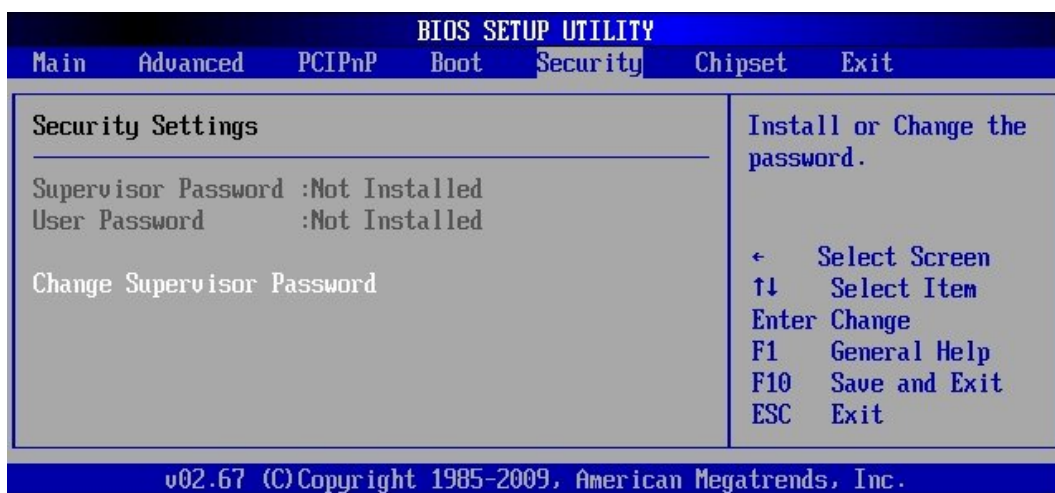 BIOS SETUP UTILITY
Main Advanced PCIPnP Boot Security Chipset Exit
Security Settings
Supervisor Password :Not Installed
User Password :Not Installed
Change Supervisor Password
Install or Change the
password.
← Select Screen
↑↓ Select Item
Enter Change
F1 General Help
F10 Save and Exit
ESC Exit
v02.67 (C)Copyright 1985-2009, American Megatrends, Inc.